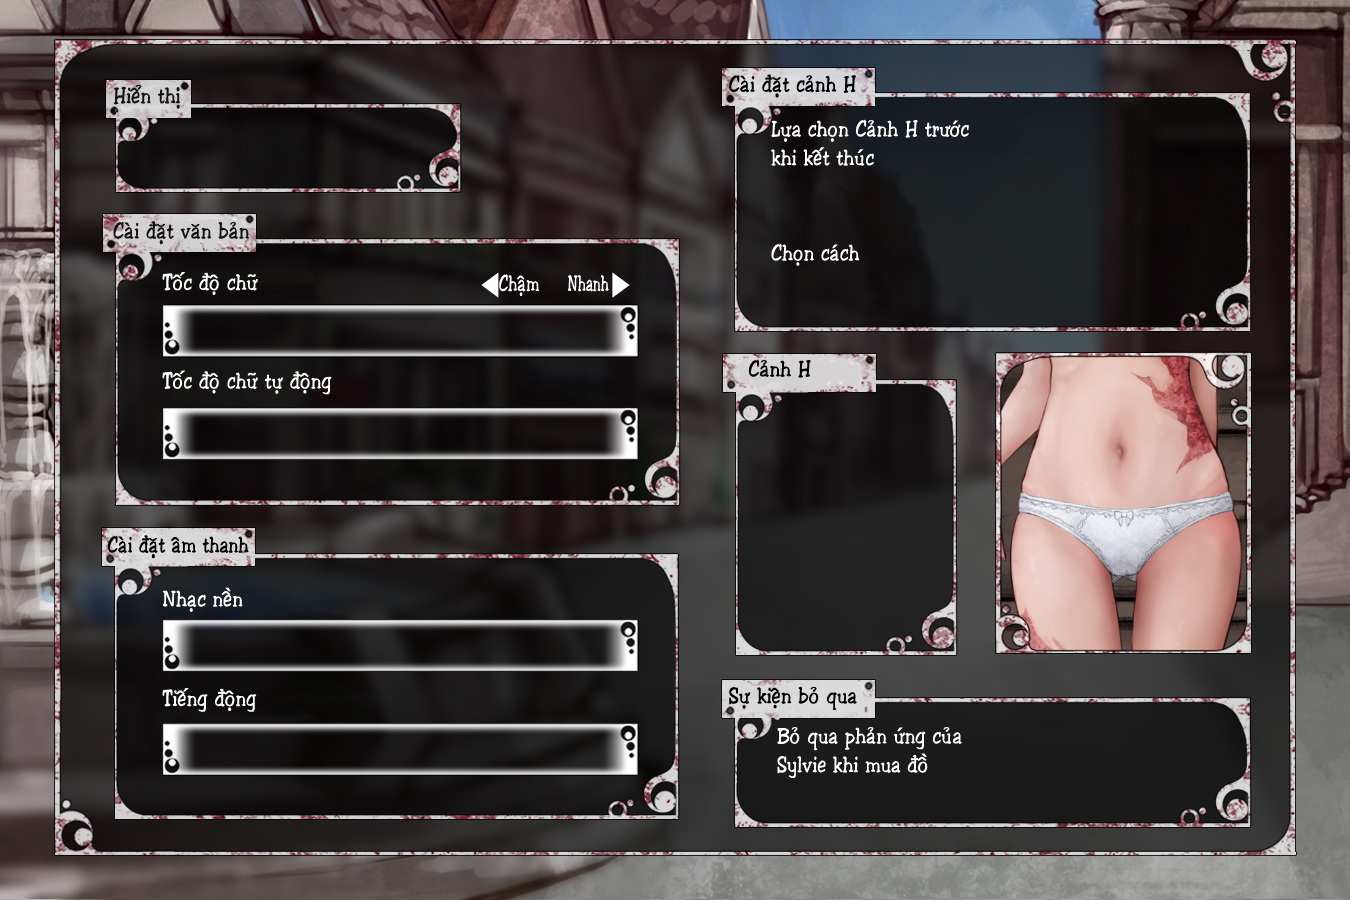 Hiển thị
Cài đặt văn bản
Tốc độ chữ
Chậm Nhanh
Tốc độ chữ tự động
Cài đặt âm thanh
Nhạc nền
Tiếng động
Cài đặt cảnh H
Lựa chọn Cảnh H trước
khi kết thúc
Chọn cách
Cảnh H
Sự kiện bỏ qua
Bỏ qua phản ứng của
Sylvie khi mua đồ